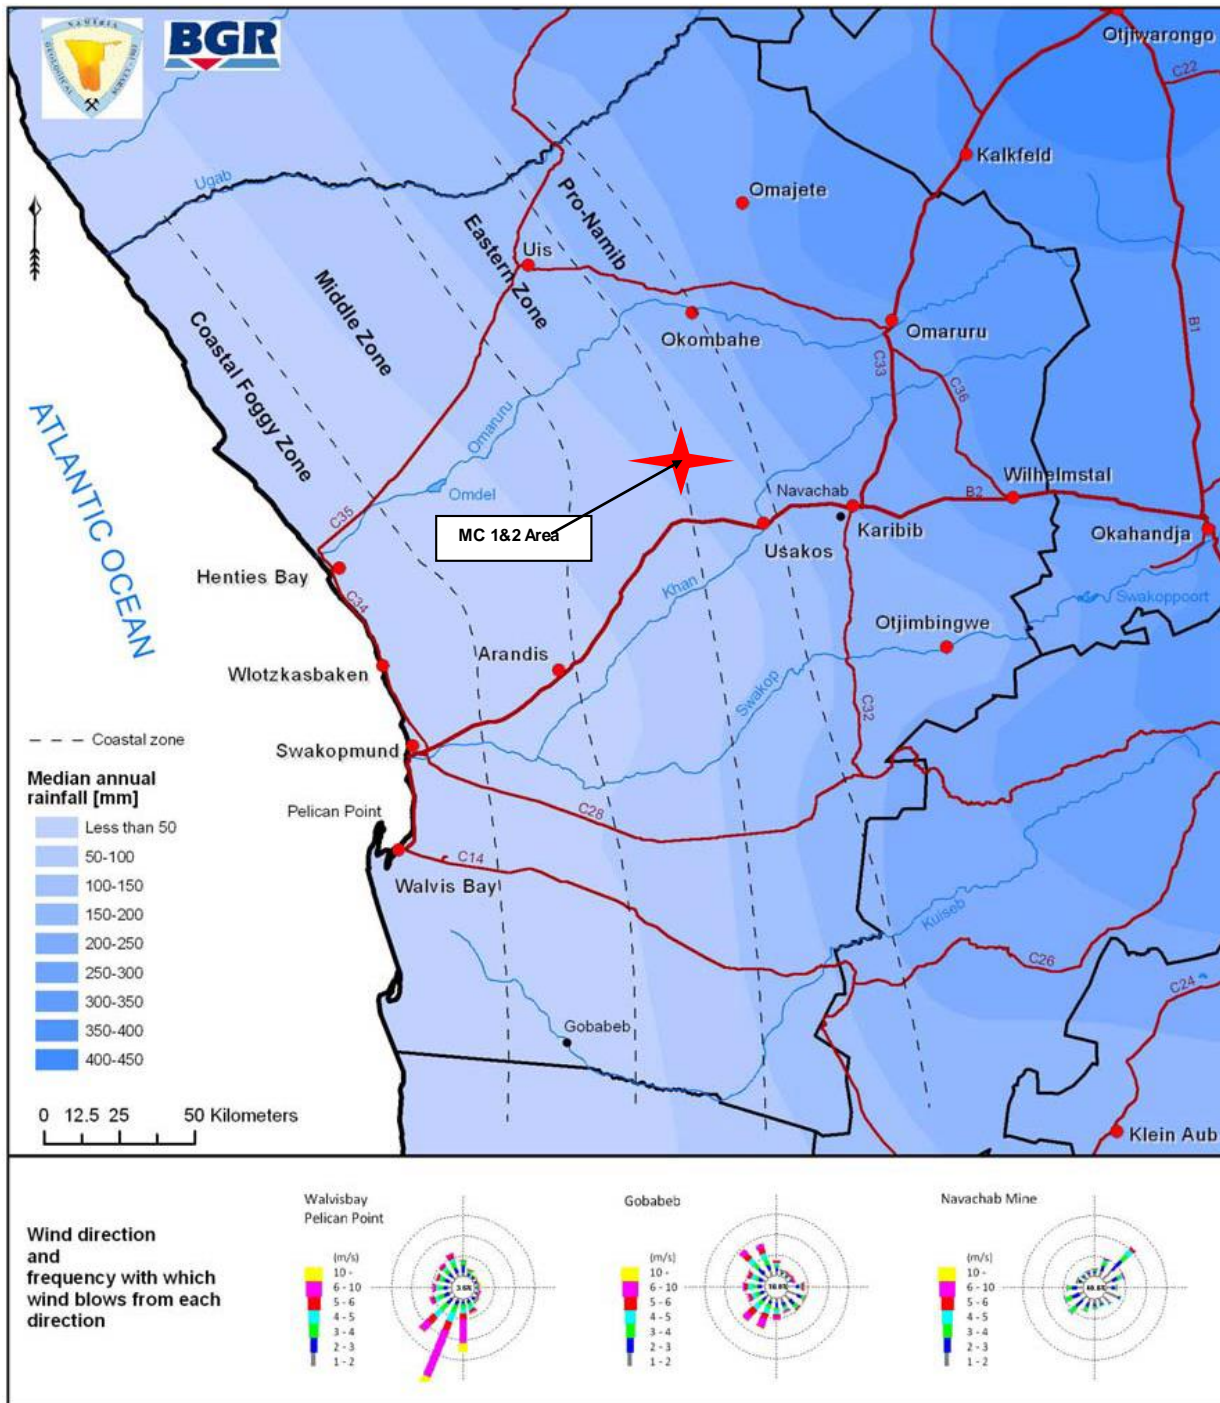 NAMIBIA
GEOLOGICAL
SURVEY - 1903
BGR
Otjiwarongo
C22
Kalkfeld
Omajete
Ugab
Pro-Namib
Eastern Zone
Uis
Middle Zone
Coastal Foggy Zone
Okombahe
Omaruru
C33
B1
C36
ATLANTIC OCEAN
Omaruru
Omdel
C35
Navachab
B2
Wilhelmstal
MC 1&2 Area
Usakos
Karibib
Okahandja
Henties Bay
C34
Khan
Swakoppoort
Otjimbingwe
Arandis
Wlotzkasbaken
Swakop
C32
Coastal zone
Swakopmund
Median annual
rainfall [mm]
Less than 50
50-100
100-150
150-200
200-250
250-300
300-350
350-400
400-450
Pelican Point
C28
C14
Walvis Bay
Kuiseb
C26
C24
Gobabeb
0 12.5 25 50 Kilometers
Klein Aub
Wind direction
and
frequency with which
wind blows from each
direction
Walvisbay
Pelican Point
(m/s)
10 -
6 - 10
5 - 6
4 - 5
3 - 4
2 - 3
1 - 2
3.6%
Gobabeb
(m/s)
10 -
6 - 10
5 - 6
4 - 5
3 - 4
2 - 3
1 - 2
Navachab Mine
(m/s)
10 -
6 - 10
5 - 6
4 - 5
3 - 4
2 - 3
1 - 2